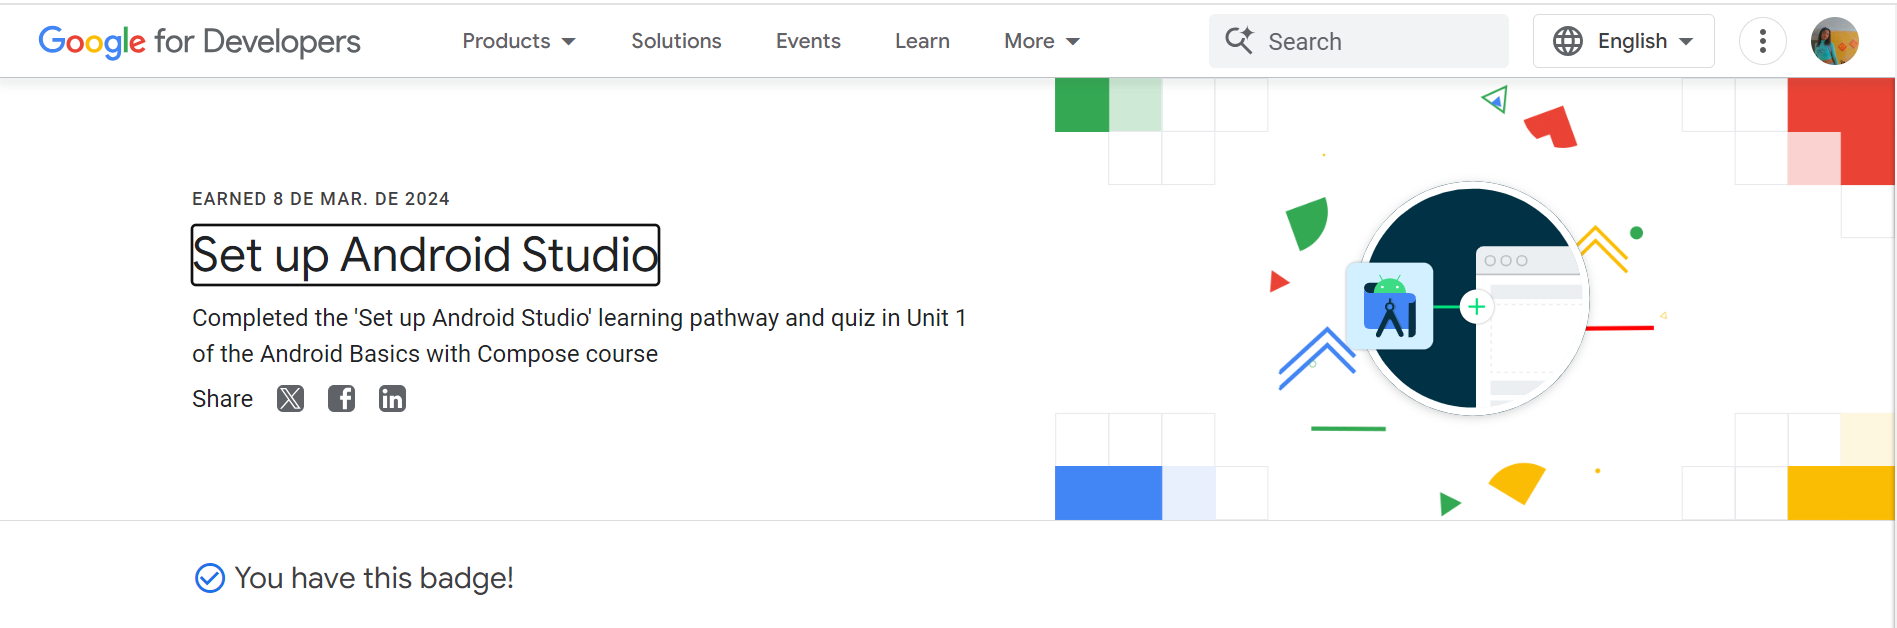 Google for Developers Products Solutions Events Learn More Search English
EARNED 8 DE MAR. DE 2024
Set up Android Studio
Completed the 'Set up Android Studio' learning pathway and quiz in Unit 1
of the Android Basics with Compose course
Share
You have this badge!